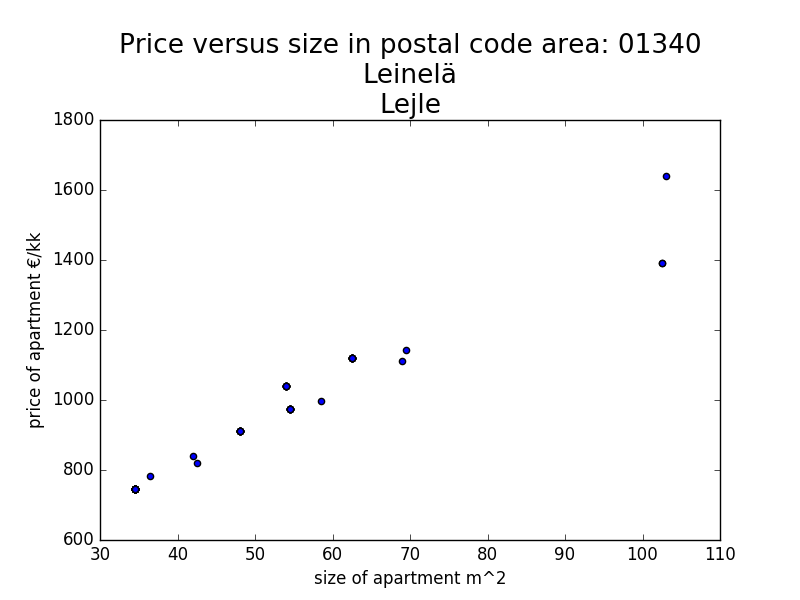 Price versus size in postal code area: 01340
Leinelä
Lejle
1800
1600
1400
1200
1000
800
600
price of apartment €/kk
30 40 50 60 70 80 90 100 110
size of apartment m^2